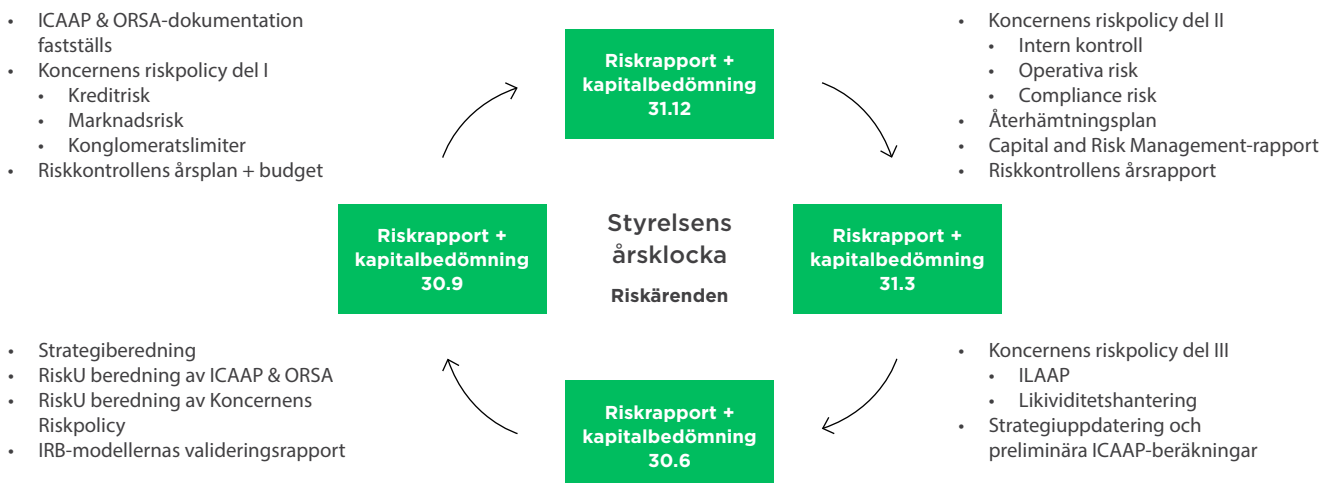 • ICAAP & ORSA-dokumentation
fastställs
• Koncernens riskpolicy del I
• Kreditrisk
• Marknadsrisk
• Konglomeratslimiter
• Riskkontrollens årsplan + budget
Riskrapport +
kapitalbedömning
31.12
• Koncernens riskpolicy del II
• Intern kontroll
• Operativa risk
• Compliance risk
• Återhämtningsplan
• Capital and Risk Management-rapport
• Riskkontrollens årsrapport
Riskrapport +
kapitalbedömning
30.9
Styrelsens
årsklocka
Riskärenden
Riskrapport +
kapitalbedömning
31.3
• Strategiberedning
• RiskU beredning av ICAAP & ORSA
• RiskU beredning av Koncernens
Riskpolicy
• IRB-modellernas valideringsrapport
Riskrapport +
kapitalbedömning
30.6
• Koncernens riskpolicy del III
• ILAAP
• Likividitetshantering
• Strategiuppdatering och
preliminära ICAAP-beräkningar